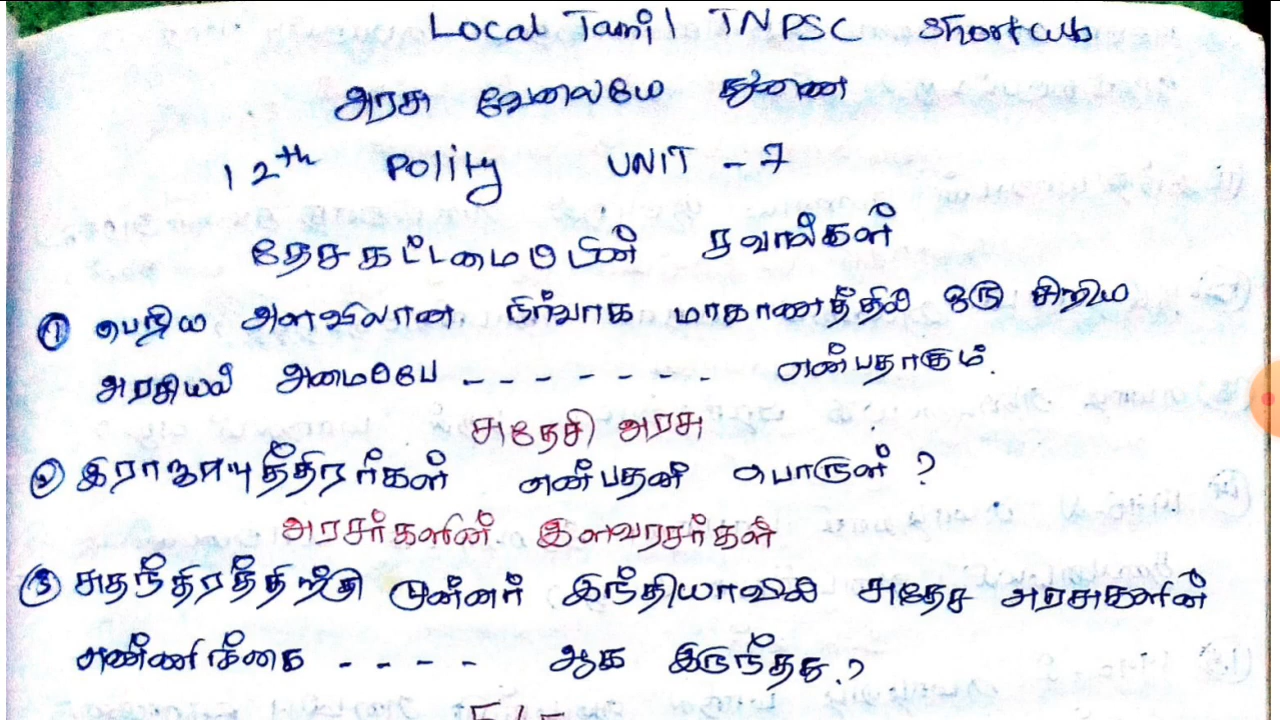 Local Tamil TNPSC Shortcuts
அரசு வேலையே துணை
12th Polity UNIT - 7
தேசகட்டமைப்பின் சவால்கள்
① பெரிய அளவிலான நிர்வாக மாகாணத்தில் ஒரு சிறிய
அரசியல் அமைப்பே - - - - - - - என்பதாகும்.
சுதேசி அரசு
② இராஜபுத்திரர்கள் என்பதன் பொருள் ?
அரசர்களின் இளவரசர்கள்
③ சுதந்திரத்திற்கு முன்னர் இந்தியாவில் சுதேச அரசுகளின்
எண்ணிக்கை - - - - ஆக இருந்தது.?
565